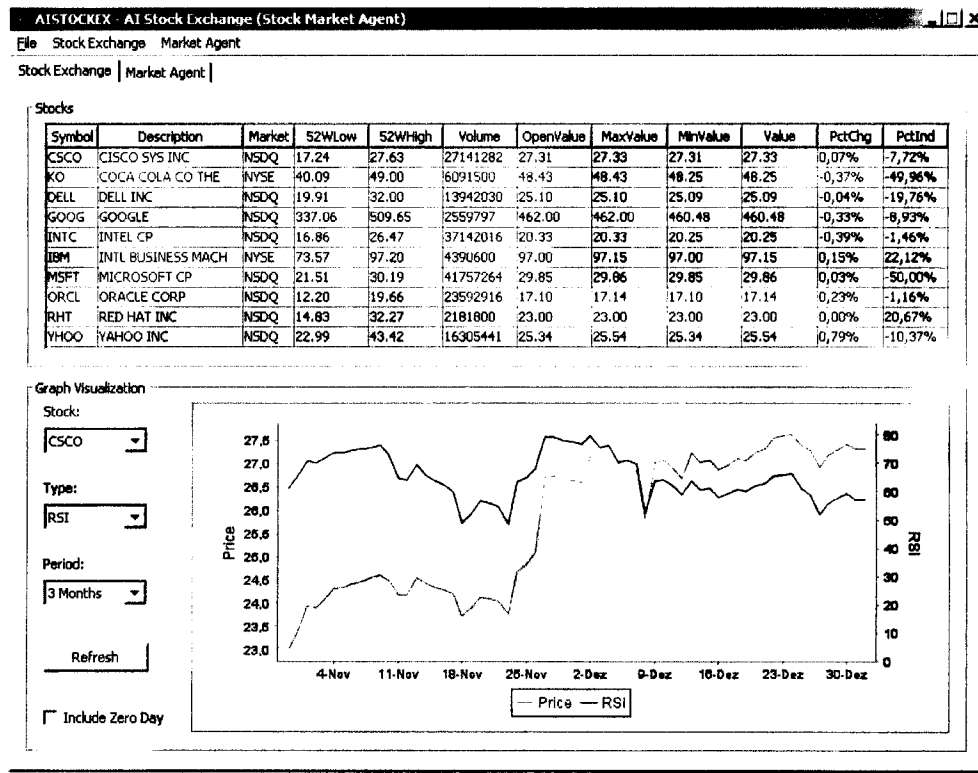 AISTOCKEX - AI Stock Exchange (Stock Market Agent)
File Stock Exchange Market Agent
Stock Exchange Market Agent
Stocks
Symbol Description Market 52WLow 52WHigh Volume OpenValue MaxValue MinValue Value PctChg PctInd
CSCO CISCO SYS INC NSDQ 17.24 27.63 27141282 27.31 27.33 27.31 27.33 0,07% -7,72%
KO COCA COLA CO THE NYSE 40.09 49.00 6091500 48.43 48.43 48.25 48.25 -0,37% -49,96%
DELL DELL INC NSDQ 19.91 32.00 13942030 25.10 25.10 25.09 25.09 -0,04% -19,76%
GOOG GOOGLE NSDQ 337.06 509.65 2559797 462.00 462.00 460.48 460.48 -0,33% -8,93%
INTC INTEL CP NSDQ 16.86 26.47 37142016 20.33 20.33 20.25 20.25 -0,39% -1,46%
IBM INTL BUSINESS MACH NYSE 73.57 97.20 4390600 97.00 97.15 97.00 97.15 0,15% 22,12%
MSFT MICROSOFT CP NSDQ 21.51 30.19 41757264 29.85 29.86 29.85 29.86 0,03% -50,00%
ORCL ORACLE CORP NSDQ 12.20 19.66 23592916 17.10 17.14 17.10 17.14 0,23% -1,16%
RHT RED HAT INC NSDQ 14.83 32.27 2181800 23.00 23.00 23.00 23.00 0,00% 20,67%
YHOO YAHOO INC NSDQ 22.99 43.42 16305441 25.34 25.54 25.34 25.54 0,79% -10,37%
Graph Visualization
Stock:
CSCO
Type:
RSI
Period:
3 Months
Refresh
Include Zero Day
27,5
27,0
26,5
26,0
25,5
25,0
24,5
24,0
23,5
23,0
Price
80
70
60
50
40
30
20
10
0
RSI
4-Nov 11-Nov 18-Nov 25-Nov 2-Dez 9-Dez 16-Dez 23-Dez 30-Dez
Price RSI